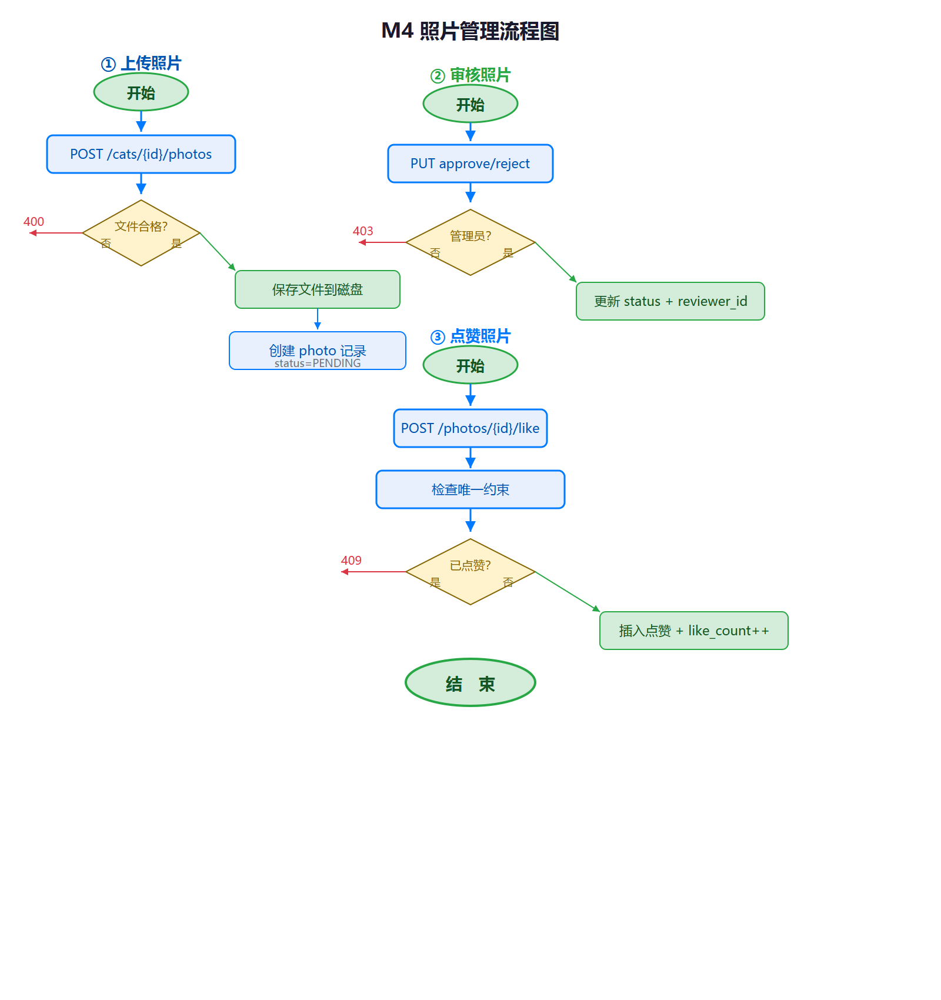 M4 照片管理流程图
① 上传照片
开始
POST /cats/{id}/photos
文件合格?
否
是
400
保存文件到磁盘
创建 photo 记录
status=PENDING
② 审核照片
开始
PUT approve/reject
管理员?
否
是
403
更新 status + reviewer_id
③ 点赞照片
开始
POST /photos/{id}/like
检查唯一约束
已点赞?
是
否
409
插入点赞 + like_count++
结 束